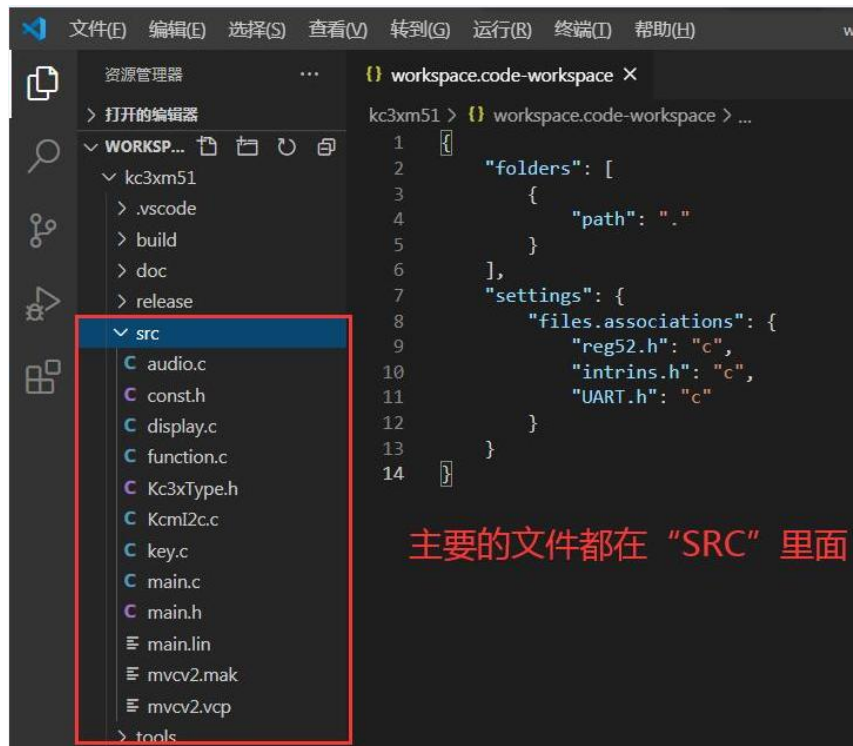 文件(F) 编辑(E) 选择(S) 查看(V) 转到(G) 运行(R) 终端(T) 帮助(H) w
资源管理器 ···
打开的编辑器
WORKSP...
kc3xm51
.vscode
build
doc
release
src
audio.c
const.h
display.c
function.c
Kc3xType.h
KcmI2c.c
key.c
main.c
main.h
main.lin
mvcv2.mak
mvcv2.vcp
tools
{} workspace.code-workspace ×
kc3xm51 > {} workspace.code-workspace > ...
1 {
2 "folders": [
3 {
4 "path": "."
5 }
6 ],
7 "settings": {
8 "files.associations": {
9 "reg52.h": "c",
10 "intrins.h": "c",
11 "UART.h": "c"
12 }
13 }
14 }
主要的文件都在“SRC”里面